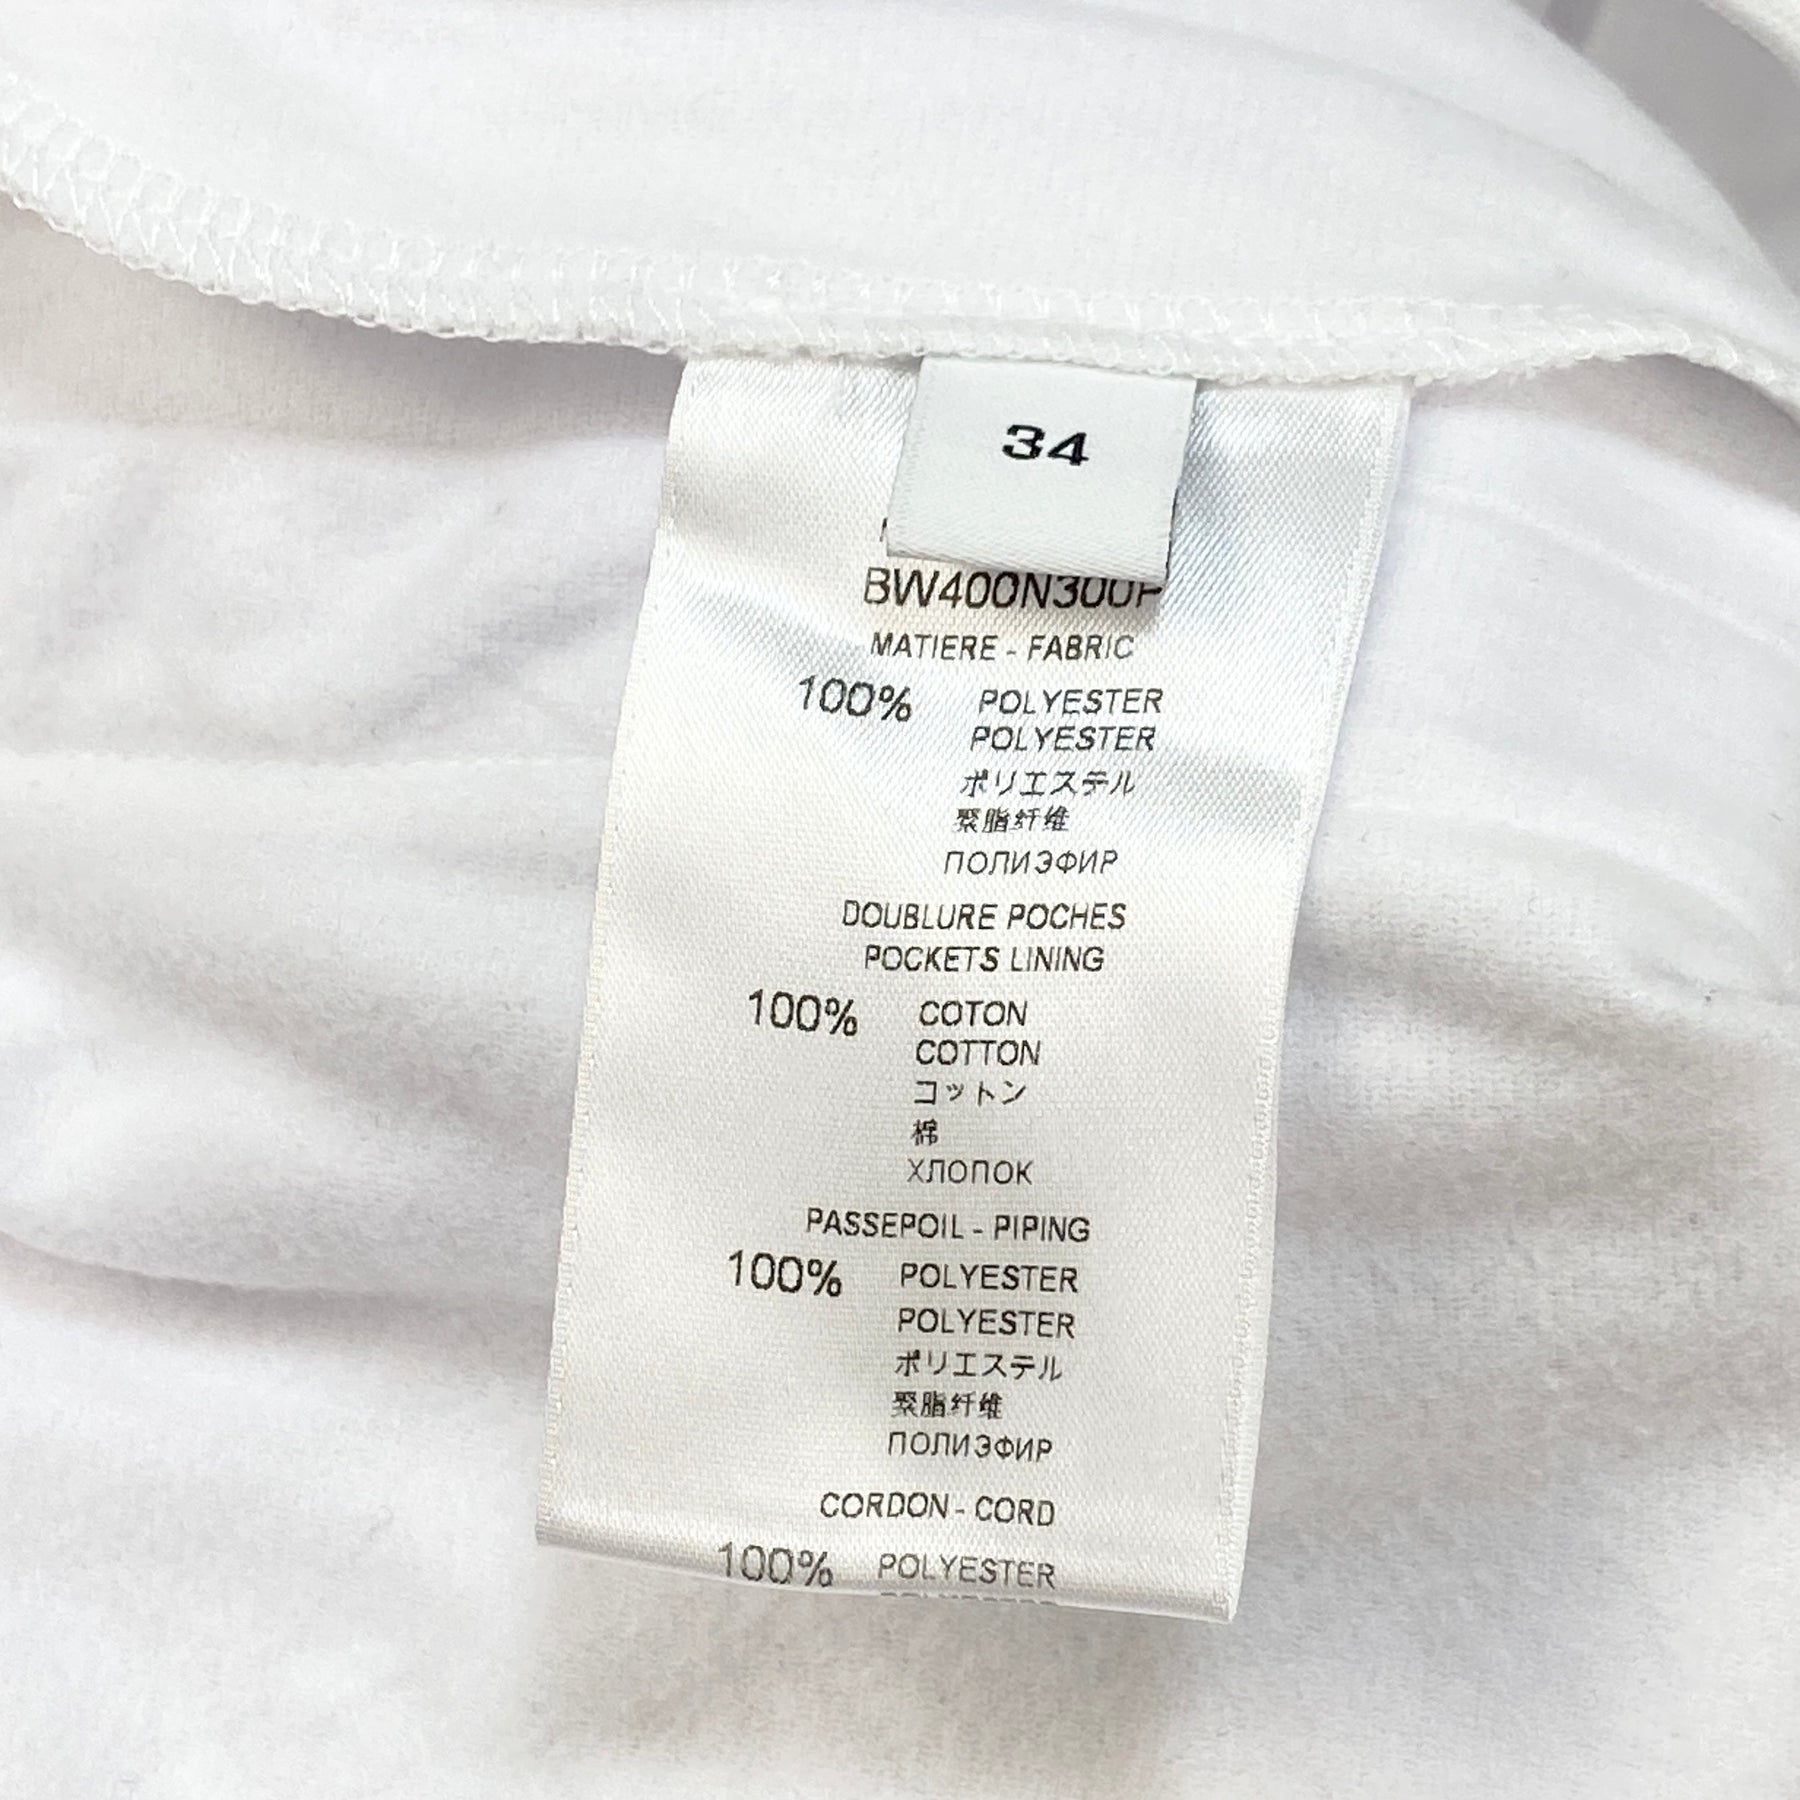 34
MATIERE - FABRIC
100% POLYESTER
POLYESTER
ポリエステル
聚脂纤维
ПОЛИЭФИР
DOUBLURE POCHES
POCKETS LINING
100% COTON
COTTON
コットン
棉
ХЛОПОК
PASSEPOIL - PIPING
100% POLYESTER
POLYESTER
ポリエステル
聚脂纤维
ПОЛИЭФИР
CORDON - CORD
100% POLYESTER